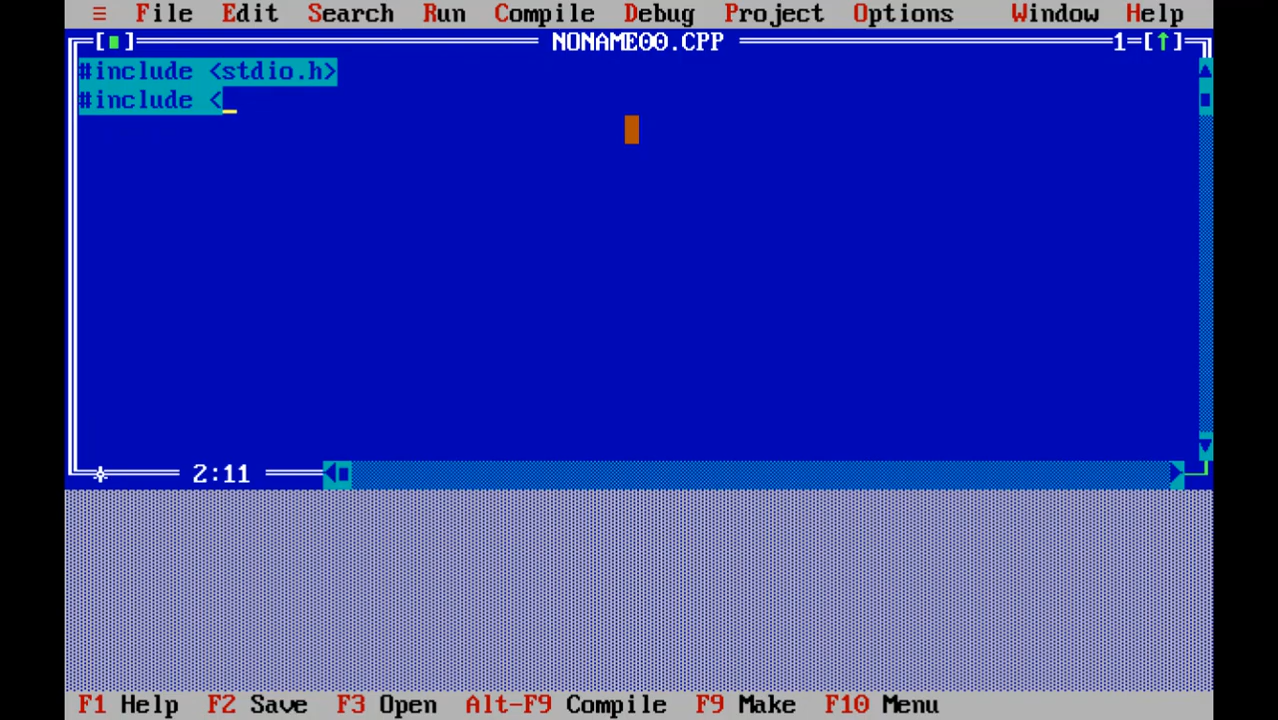 ≡ File Edit Search Run Compile Debug Project Options Window Help
[■] NONAME00.CPP 1=[↑]
#include <stdio.h>
#include <_
2:11
F1 Help F2 Save F3 Open Alt-F9 Compile F9 Make F10 Menu